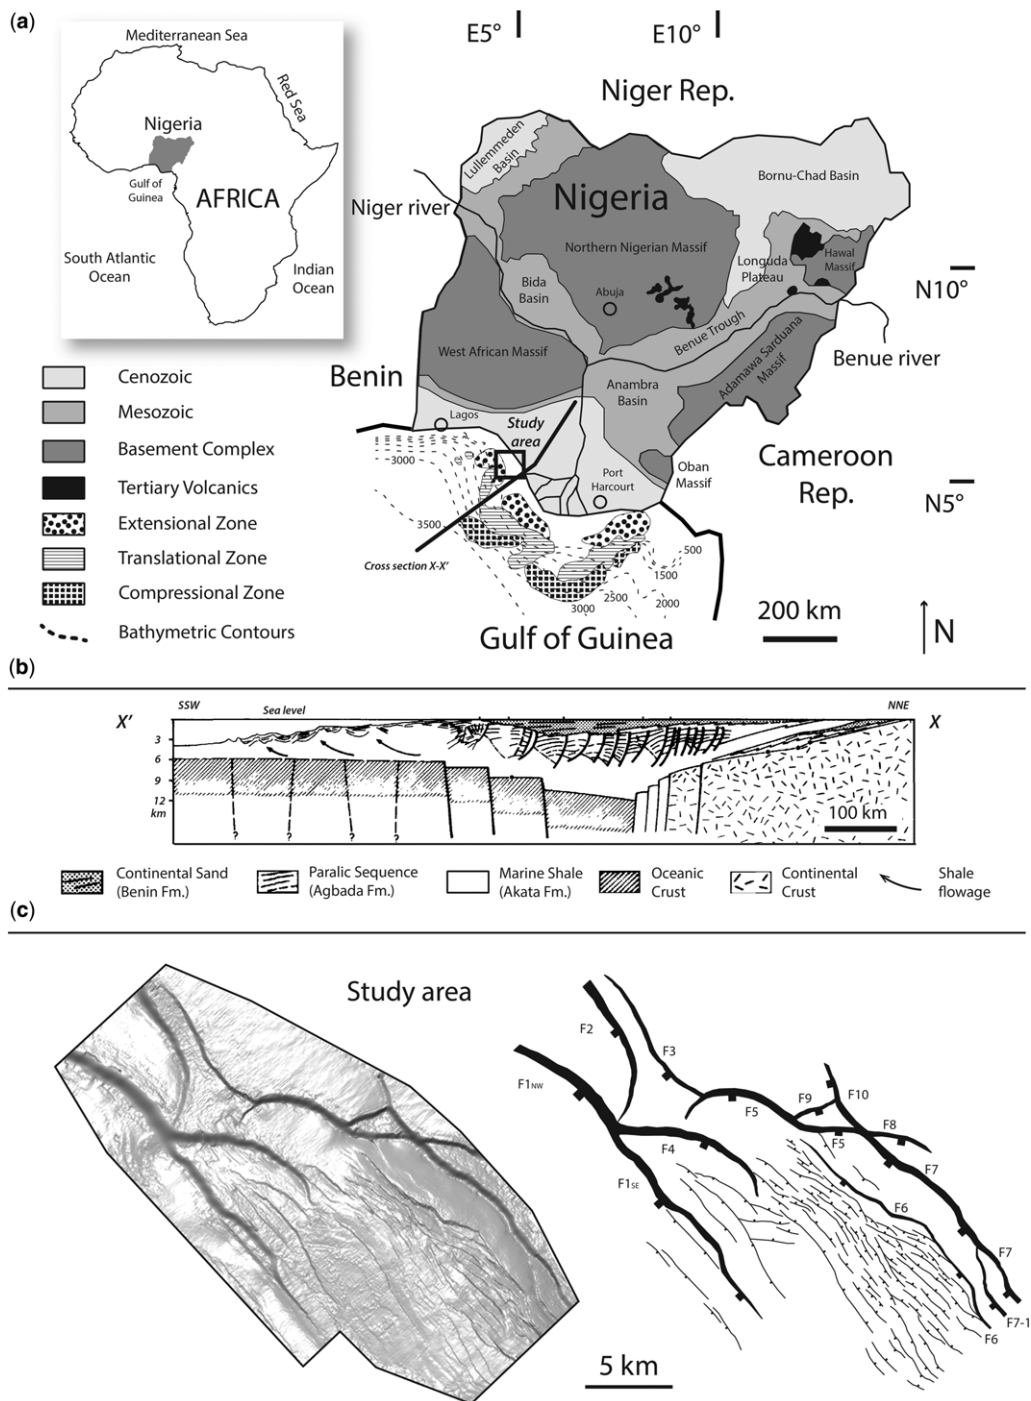 (a)
E5°
E10°
Mediterranean Sea
Red Sea
Nigeria
Gulf of
Guinea
AFRICA
South Atlantic
Ocean
Indian
Ocean
Niger Rep.
Lullemmeden
Basin
Bornu-Chad Basin
Niger river
Nigeria
Northern Nigerian Massif
Longuda
Plateau
Hawal
Massif
N10°
Bida
Basin
Abuja
Benue Trough
Benue river
West African Massif
Adamawa Sarduana
Massif
Benin
Anambra
Basin
Lagos
Study
area
Cameroon
Rep.
Oban
Massif
Port
Harcourt
N5°
3000
3500
Cross section X-X'
500
1500
2000
2500
3000
200 km
N
Gulf of Guinea
Cenozoic
Mesozoic
Basement Complex
Tertiary Volcanics
Extensional Zone
Translational Zone
Compressional Zone
Bathymetric Contours
(b)
SSW
Sea level
NNE
X'
X
3
6
9
12
km
? ? ? ?
100 km
Continental Sand
(Benin Fm.)
Paralic Sequence
(Agbada Fm.)
Marine Shale
(Akata Fm.)
Oceanic
Crust
Continental
Crust
Shale
flowage
(c)
Study area
F2
F3
F1NW
F5
F9
F10
F8
F5
F4
F7
F1SE
F6
F7
F7-1
F6
5 km